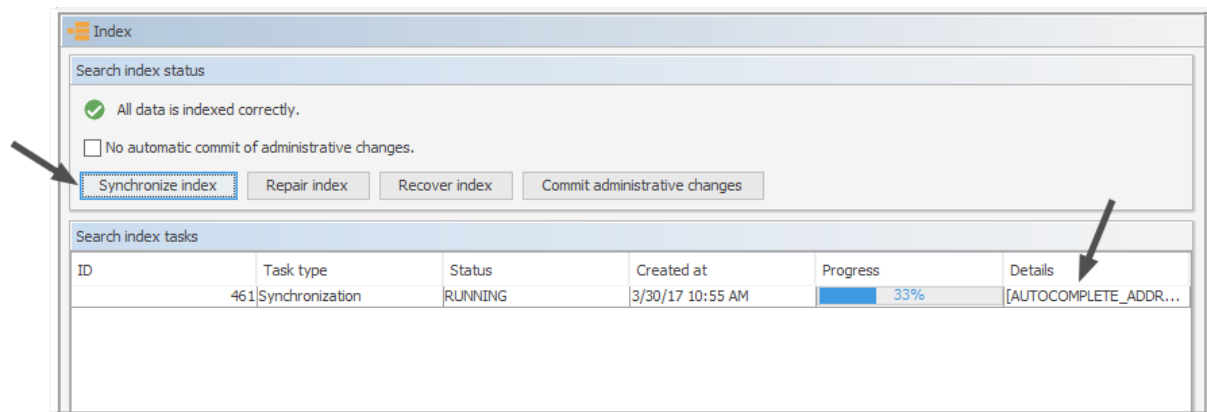 Index
Search index status
All data is indexed correctly.
No automatic commit of administrative changes.
Synchronize index Repair index Recover index Commit administrative changes
Search index tasks
ID Task type Status Created at Progress Details
461 Synchronization RUNNING 3/30/17 10:55 AM 33% [AUTOCOMPLETE_ADDR...